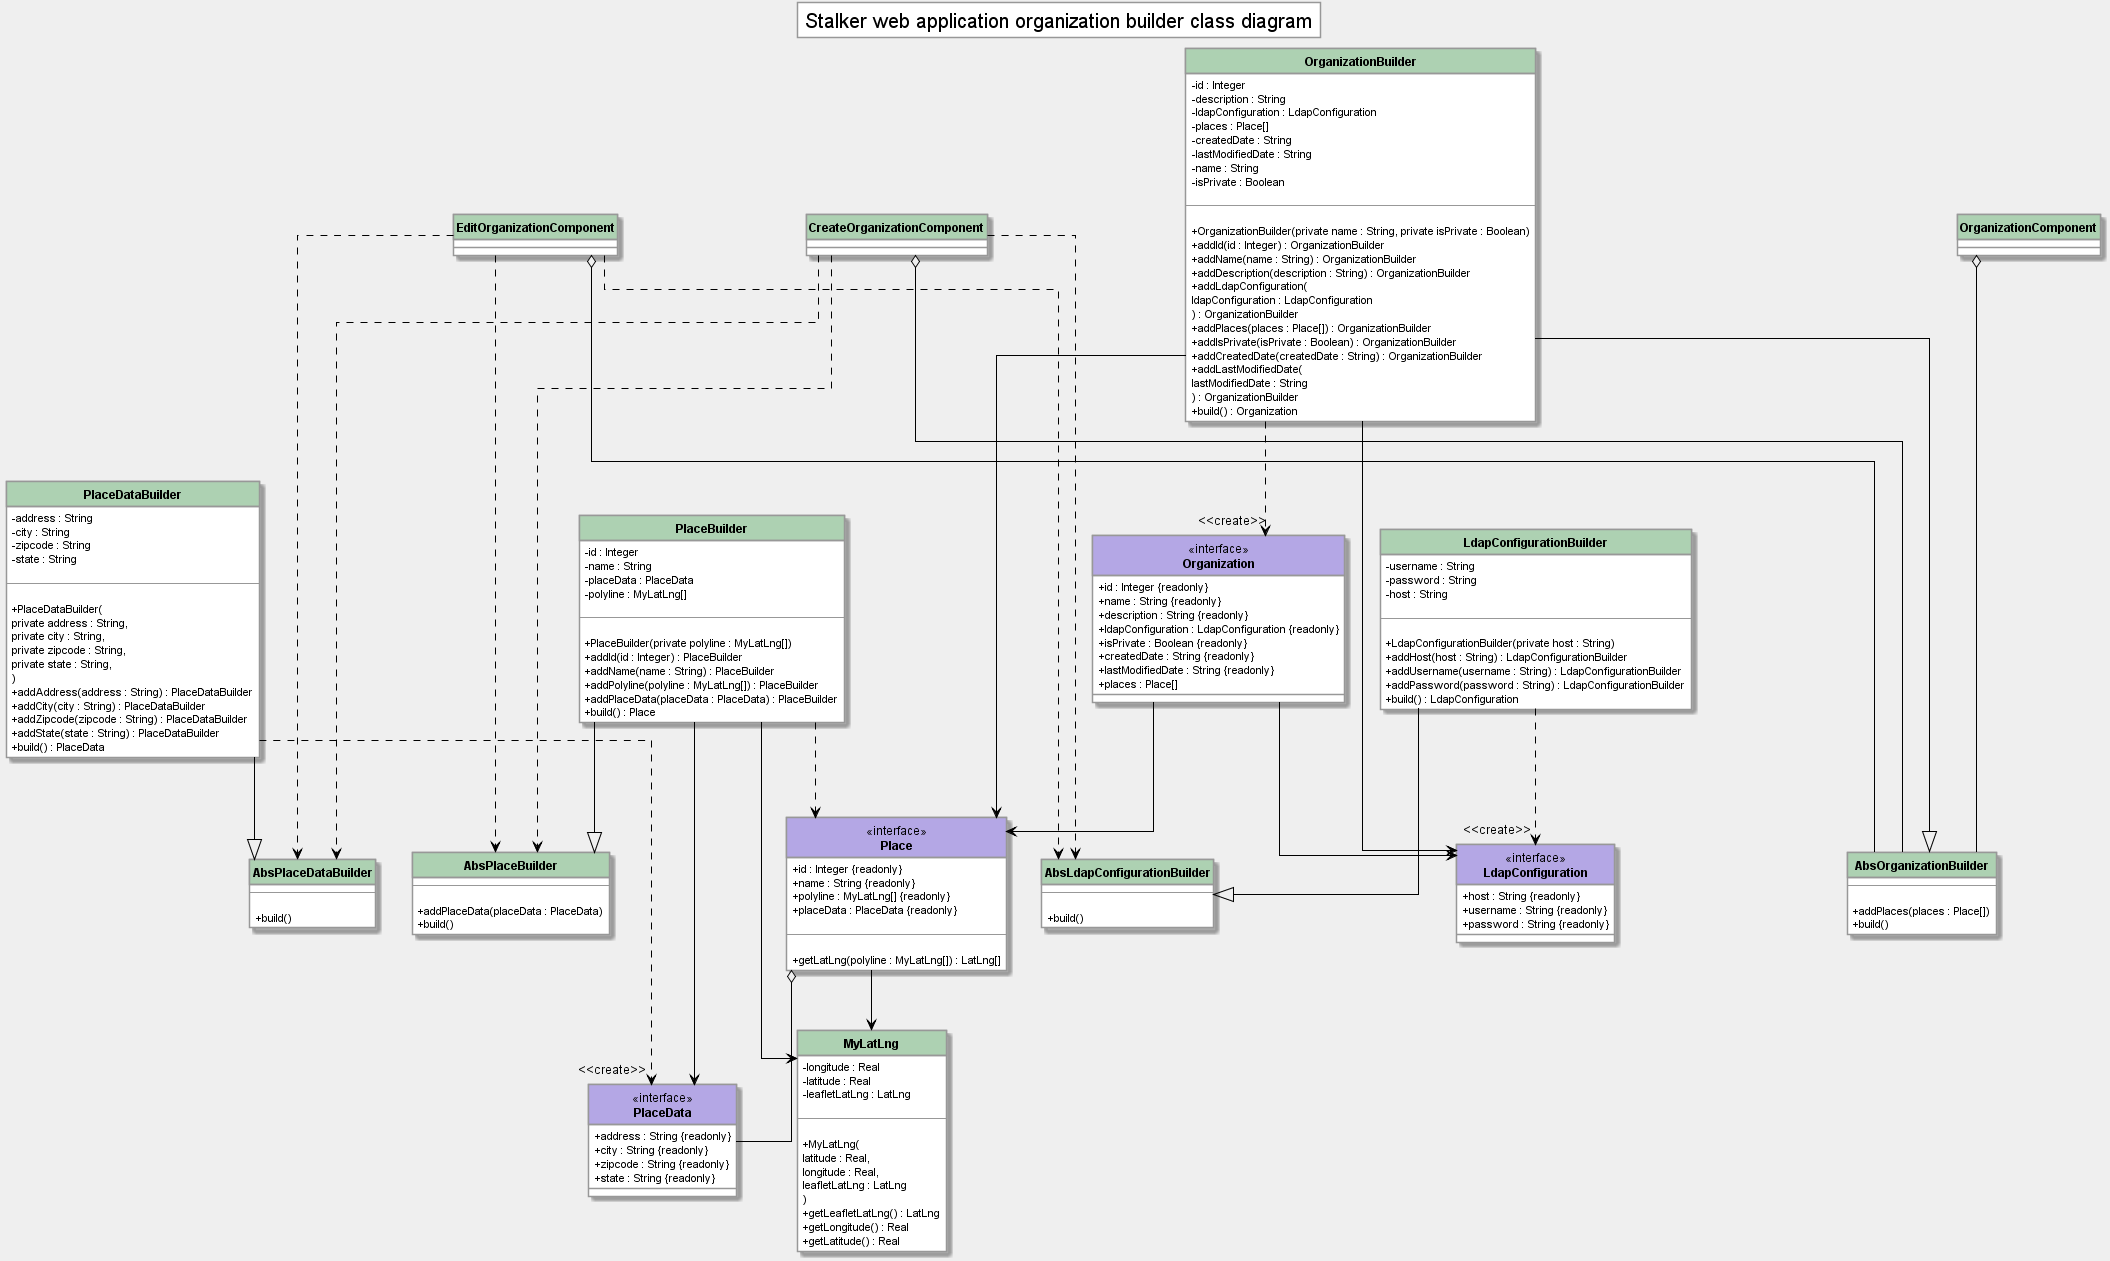 Stalker web application organization builder class diagram
OrganizationBuilder
-id : Integer
-description : String
-ldapConfiguration : LdapConfiguration
-places : Place[]
-createdDate : String
-lastModifiedDate : String
-name : String
-isPrivate : Boolean
+OrganizationBuilder(private name : String, private isPrivate : Boolean)
+addId(id : Integer) : OrganizationBuilder
+addName(name : String) : OrganizationBuilder
+addDescription(description : String) : OrganizationBuilder
+addLdapConfiguration(
ldapConfiguration : LdapConfiguration
) : OrganizationBuilder
+addPlaces(places : Place[]) : OrganizationBuilder
+addIsPrivate(isPrivate : Boolean) : OrganizationBuilder
+addCreatedDate(createdDate : String) : OrganizationBuilder
+addLastModifiedDate(
lastModifiedDate : String
) : OrganizationBuilder
+build() : Organization
EditOrganizationComponent
CreateOrganizationComponent
OrganizationComponent
PlaceDataBuilder
-address : String
-city : String
-zipcode : String
-state : String
+PlaceDataBuilder(
private address : String,
private city : String,
private zipcode : String,
private state : String,
)
+addAddress(address : String) : PlaceDataBuilder
+addCity(city : String) : PlaceDataBuilder
+addZipcode(zipcode : String) : PlaceDataBuilder
+addState(state : String) : PlaceDataBuilder
+build() : PlaceData
PlaceBuilder
-id : Integer
-name : String
-placeData : PlaceData
-polyline : MyLatLng[]
+PlaceBuilder(private polyline : MyLatLng[])
+addId(id : Integer) : PlaceBuilder
+addName(name : String) : PlaceBuilder
+addPolyline(polyline : MyLatLng[]) : PlaceBuilder
+addPlaceData(placeData : PlaceData) : PlaceBuilder
+build() : Place
<<create>>
«interface»
Organization
+id : Integer {readonly}
+name : String {readonly}
+description : String {readonly}
+ldapConfiguration : LdapConfiguration {readonly}
+isPrivate : Boolean {readonly}
+createdDate : String {readonly}
+lastModifiedDate : String {readonly}
+places : Place[]
LdapConfigurationBuilder
-username : String
-password : String
-host : String
+LdapConfigurationBuilder(private host : String)
+addHost(host : String) : LdapConfigurationBuilder
+addUsername(username : String) : LdapConfigurationBuilder
+addPassword(password : String) : LdapConfigurationBuilder
+build() : LdapConfiguration
AbsPlaceDataBuilder
+build()
AbsPlaceBuilder
+addPlaceData(placeData : PlaceData)
+build()
«interface»
Place
+id : Integer {readonly}
+name : String {readonly}
+polyline : MyLatLng[] {readonly}
+placeData : PlaceData {readonly}
+getLatLng(polyline : MyLatLng[]) : LatLng[]
AbsLdapConfigurationBuilder
+build()
<<create>>
«interface»
LdapConfiguration
+host : String {readonly}
+username : String {readonly}
+password : String {readonly}
AbsOrganizationBuilder
+addPlaces(places : Place[])
+build()
<<create>>
«interface»
PlaceData
+address : String {readonly}
+city : String {readonly}
+zipcode : String {readonly}
+state : String {readonly}
MyLatLng
-longitude : Real
-latitude : Real
-leafletLatLng : LatLng
+MyLatLng(
latitude : Real,
longitude : Real,
leafletLatLng : LatLng
)
+getLeafletLatLng() : LatLng
+getLongitude() : Real
+getLatitude() : Real